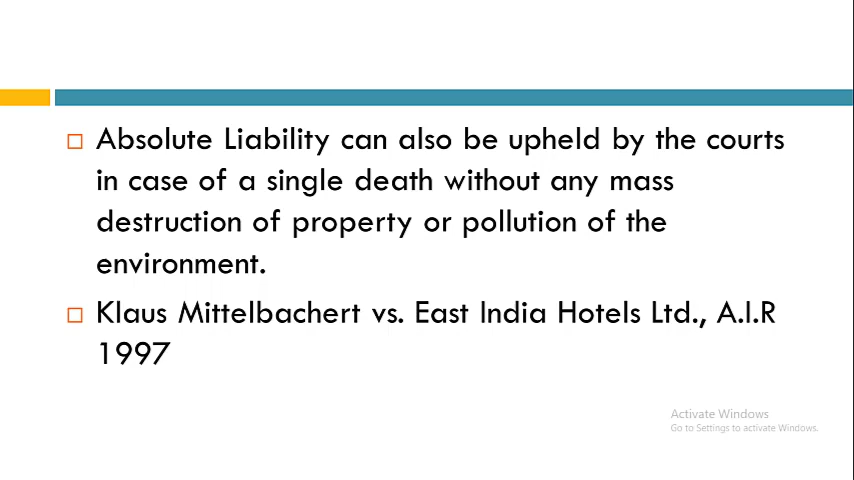 Absolute Liability can also be upheld by the courts
in case of a single death without any mass
destruction of property or pollution of the
environment.
Klaus Mittelbachert vs. East India Hotels Ltd., A.I.R
1997
Activate Windows
Go to Settings to activate Windows.